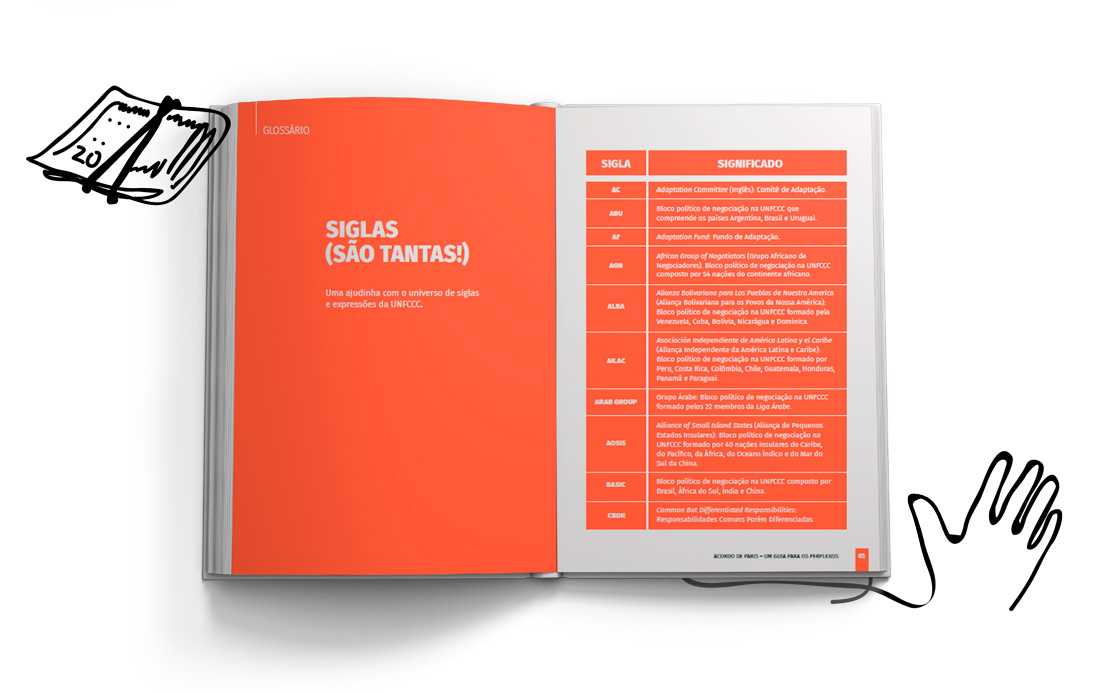 20
GLOSSÁRIO
SIGLAS
(SÃO TANTAS!)
Uma ajudinha com o universo de siglas
e expressões da UNFCCC.
SIGLA SIGNIFICADO
AC Adaptation Committee (Inglês): Comitê de Adaptação.
ABU Bloco político de negociação na UNFCCC que
compreende os países Argentina, Brasil e Uruguai.
AF Adaptation Fund: Fundo de Adaptação.
AGN African Group of Negotiators (Grupo Africano de
Negociadores). Bloco político de negociação na UNFCCC
composto por 54 nações do continente africano.
ALBA Alianza Bolivariana para Los Pueblos de Nuestra America
(Aliança Bolivariana para os Povos da Nossa América):
Bloco político de negociação na UNFCCC formado pela
Venezuela, Cuba, Bolívia, Nicarágua e Dominica.
AILAC Asociación Independiente de América Latina y el Caribe
(Aliança Independente da América Latina e Caribe):
Bloco político de negociação na UNFCCC formado por
Peru, Costa Rica, Colômbia, Chile, Guatemala, Honduras,
Panamá e Paraguai.
ARAB GROUP Grupo Árabe: Bloco político de negociação na UNFCCC
formado pelos 22 membros da Liga Árabe.
AOSIS Alliance of Small Island States (Aliança de Pequenos
Estados Insulares): Bloco político de negociação na
UNFCCC formado por 40 nações insulares do Caribe,
do Pacífico, da África, do Oceano Índico e do Mar do
Sul da China.
BASIC Bloco político de negociação na UNFCCC composto por
Brasil, África do Sul, Índia e China.
CBDR Common But Differentiated Responsibilities:
Responsabilidades Comuns Porém Diferenciadas.
ACORDO DE PARIS – UM GUIA PARA OS PERPLEXOS 05